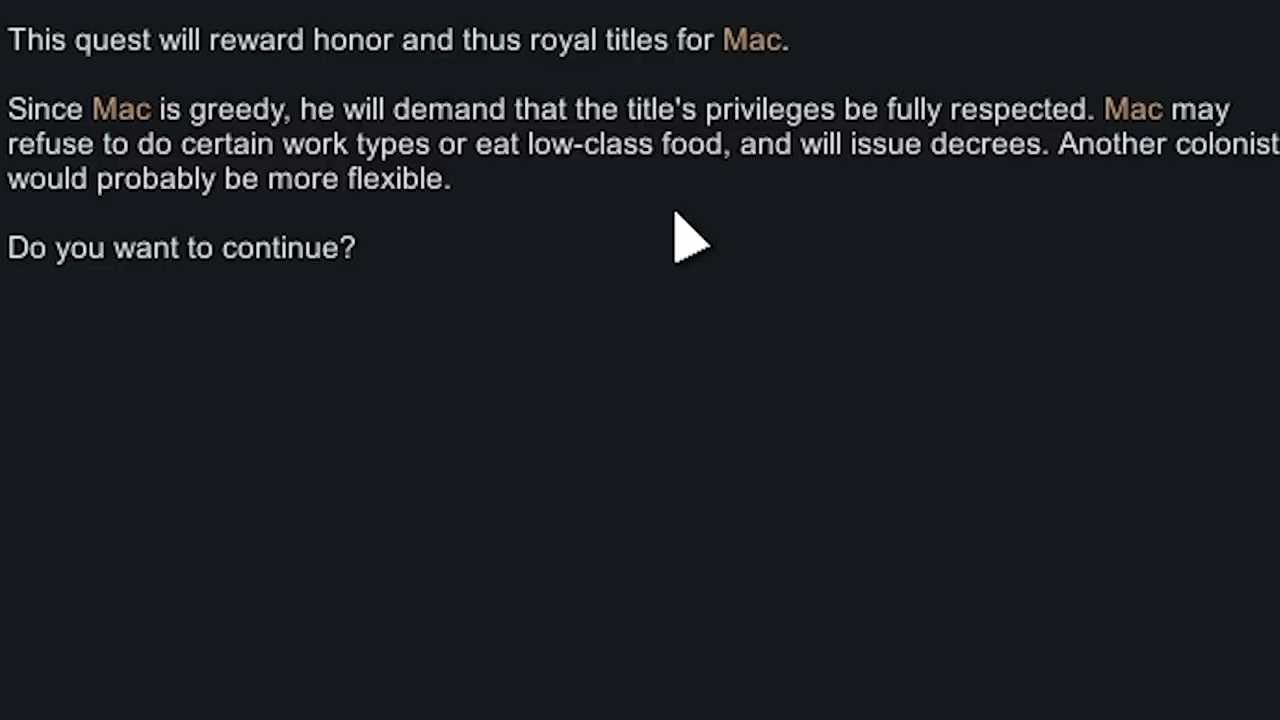 This quest will reward honor and thus royal titles for Mac.
Since Mac is greedy, he will demand that the title's privileges be fully respected. Mac may
refuse to do certain work types or eat low-class food, and will issue decrees. Another colonist
would probably be more flexible.
Do you want to continue?